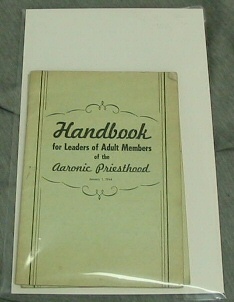 Handbook
for Leaders of Adult Members
of the
Aaronic Priesthood